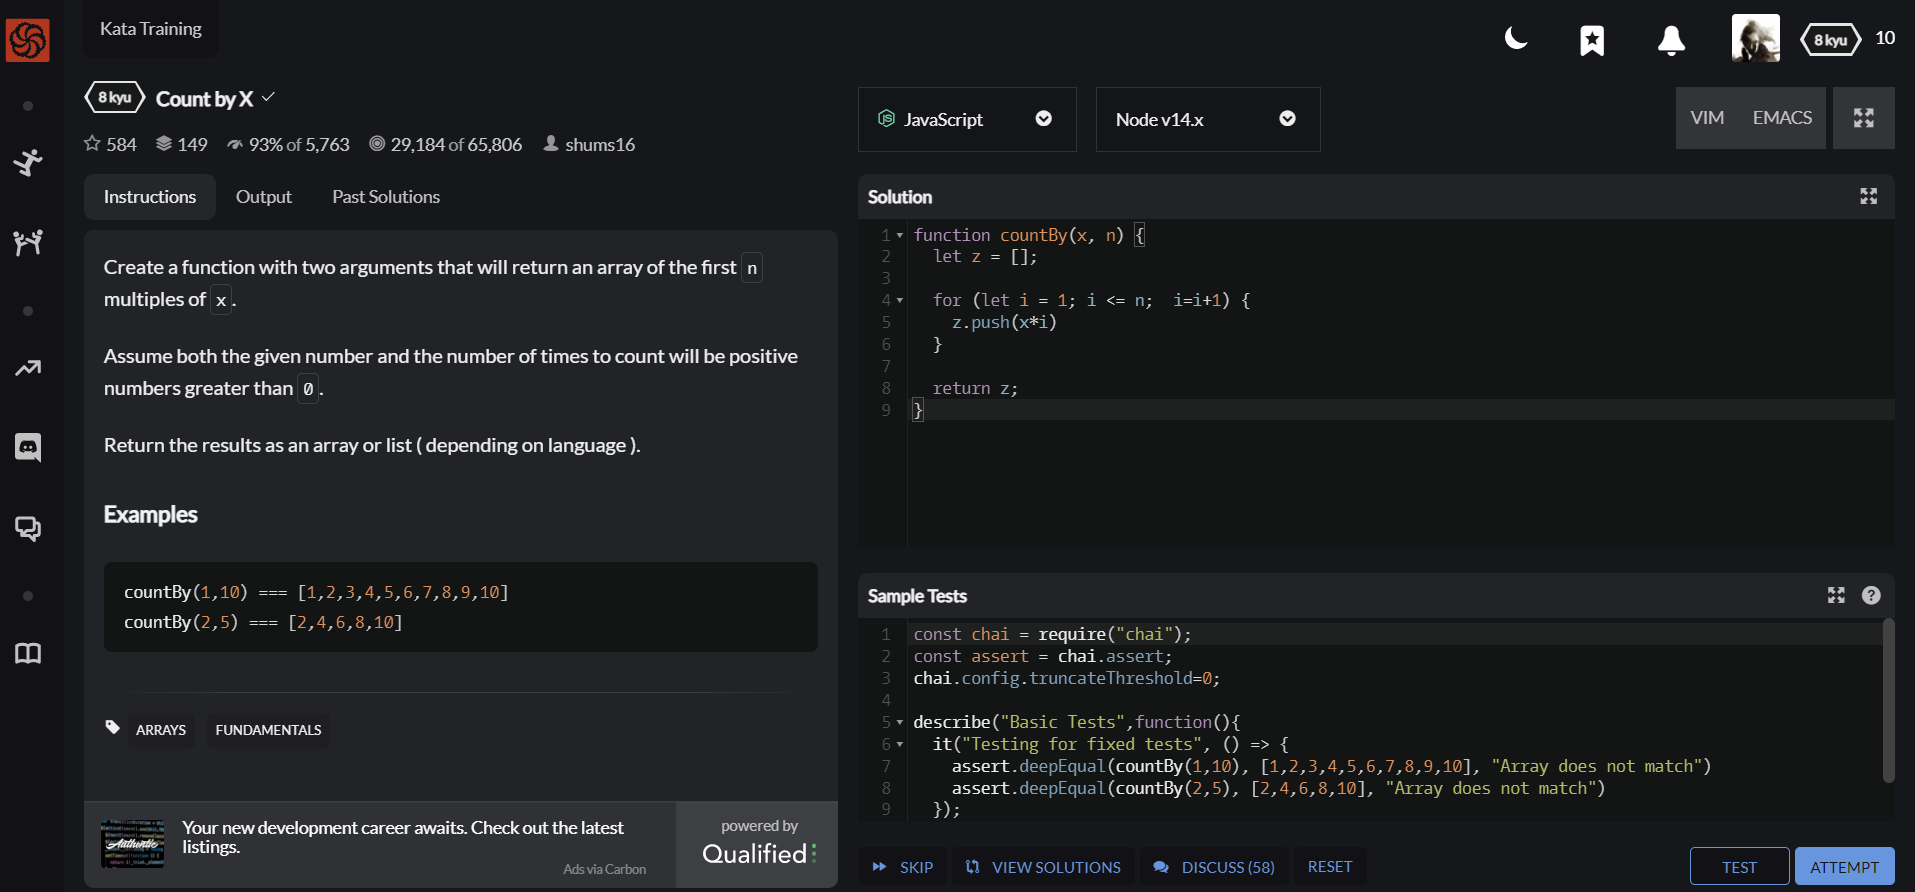 Kata Training
8 kyu
10
8 kyu Count by X
584 149 93% of 5,763 29,184 of 65,806 shums16
JavaScript
Node v14.x
VIM EMACS
Instructions Output Past Solutions
Create a function with two arguments that will return an array of the first n
multiples of x.
Assume both the given number and the number of times to count will be positive
numbers greater than 0.
Return the results as an array or list ( depending on language ).
Examples
countBy(1,10) === [1,2,3,4,5,6,7,8,9,10]
countBy(2,5) === [2,4,6,8,10]
ARRAYS FUNDAMENTALS
Authentic
Your new development career awaits. Check out the latest
listings.
Ads via Carbon
powered by
Qualified
Solution
1 function countBy(x, n) {
2 let z = [];
3
4 for (let i = 1; i <= n;  i=i+1) {
5 z.push(x*i)
6 }
7
8 return z;
9 }
Sample Tests
1 const chai = require("chai");
2 const assert = chai.assert;
3 chai.config.truncateThreshold=0;
4
5 describe("Basic Tests",function(){
6 it("Testing for fixed tests", () => {
7 assert.deepEqual(countBy(1,10), [1,2,3,4,5,6,7,8,9,10], "Array does not match")
8 assert.deepEqual(countBy(2,5), [2,4,6,8,10], "Array does not match")
9 });
SKIP VIEW SOLUTIONS DISCUSS (58) RESET TEST ATTEMPT